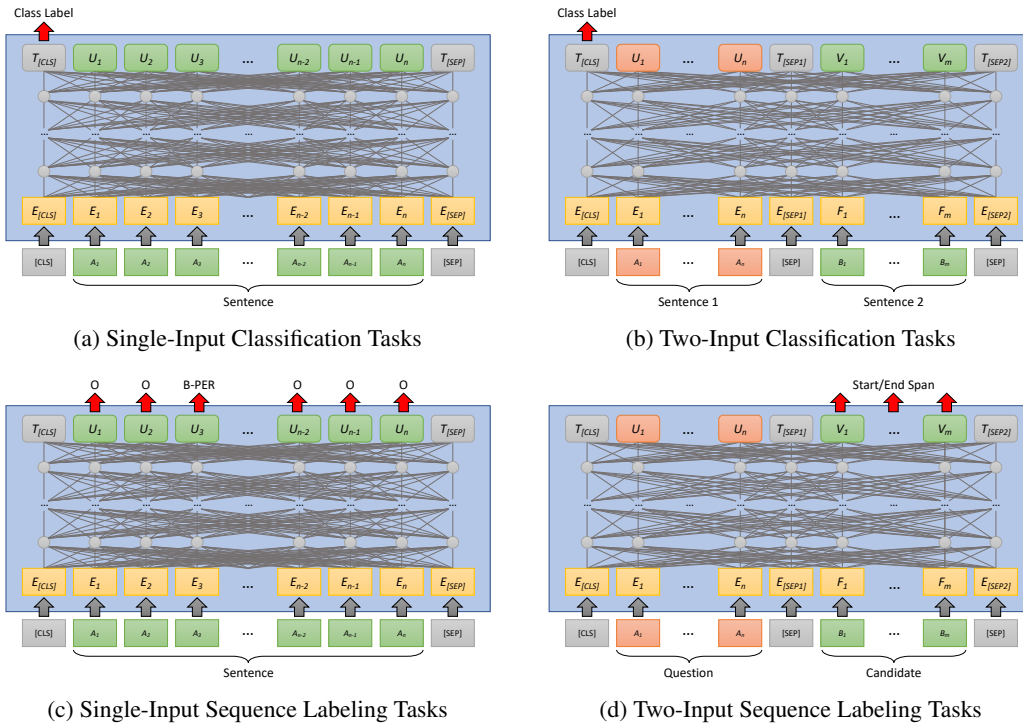 Class Label
T[CLS] U1 U2 U3 ... Un-2 Un-1 Un T[SEP]
... ... ... ... ... ... ... ...
E[CLS] E1 E2 E3 ... En-2 En-1 En E[SEP]
[CLS] A1 A2 A3 ... An-2 An-1 An [SEP]
Sentence
(a) Single-Input Classification Tasks
Class Label
T[CLS] U1 ... Un T[SEP1] V1 ... Vm T[SEP2]
... ... ... ... ... ... ...
E[CLS] E1 ... En E[SEP1] F1 ... Fm E[SEP2]
[CLS] A1 ... An [SEP] B1 ... Bm [SEP]
Sentence 1 Sentence 2
(b) Two-Input Classification Tasks
O O B-PER O O O
T[CLS] U1 U2 U3 ... Un-2 Un-1 Un T[SEP]
... ... ... ... ... ... ... ...
E[CLS] E1 E2 E3 ... En-2 En-1 En E[SEP]
[CLS] A1 A2 A3 ... An-2 An-1 An [SEP]
Sentence
(c) Single-Input Sequence Labeling Tasks
Start/End Span
T[CLS] U1 ... Un T[SEP1] V1 ... Vm T[SEP2]
... ... ... ... ... ... ...
E[CLS] E1 ... En E[SEP1] F1 ... Fm E[SEP2]
[CLS] A1 ... An [SEP] B1 ... Bm [SEP]
Question Candidate
(d) Two-Input Sequence Labeling Tasks